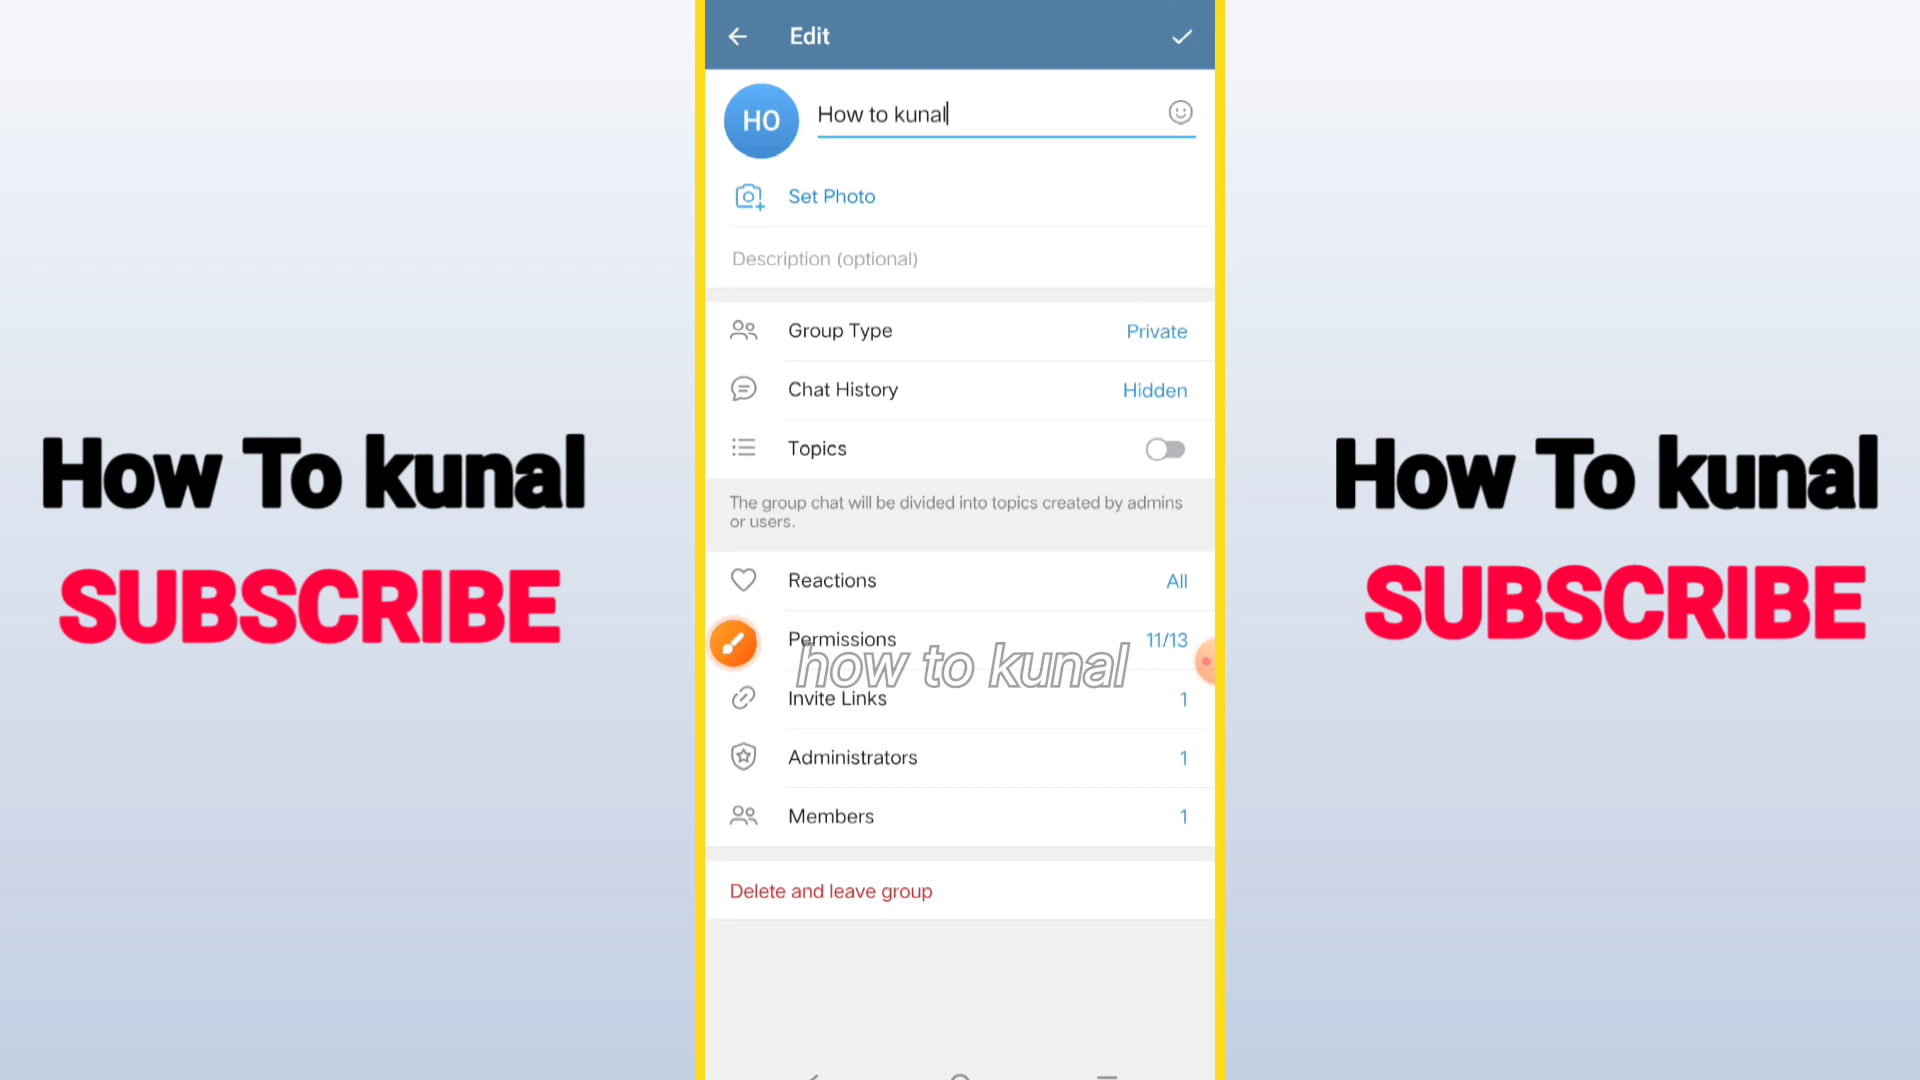 Edit
HO
How to kunal
Set Photo
Description (optional)
Group Type Private
Chat History Hidden
Topics
The group chat will be divided into topics created by admins
or users.
Reactions All
Permissions 11/13
how to kunal
Invite Links 1
Administrators 1
Members 1
Delete and leave group
How To kunal
SUBSCRIBE
How To kunal
SUBSCRIBE